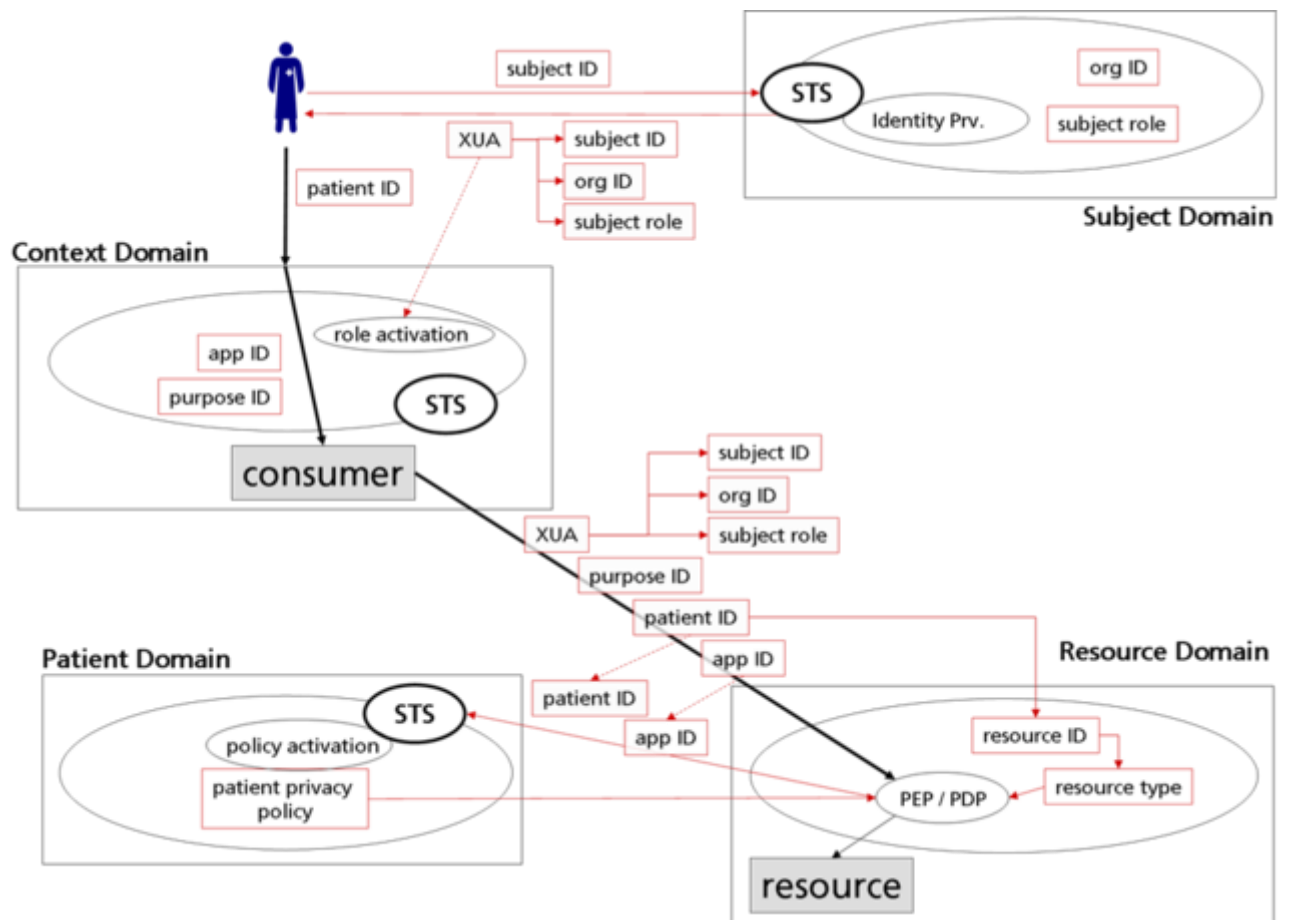 subject ID
STS
Identity Prv.
org ID
subject role
Subject Domain
XUA
subject ID
org ID
subject role
patient ID
Context Domain
role activation
app ID
purpose ID
STS
consumer
XUA
subject ID
org ID
subject role
purpose ID
patient ID
app ID
patient ID
app ID
Patient Domain
STS
policy activation
patient privacy
policy
Resource Domain
resource ID
resource type
PEP / PDP
resource